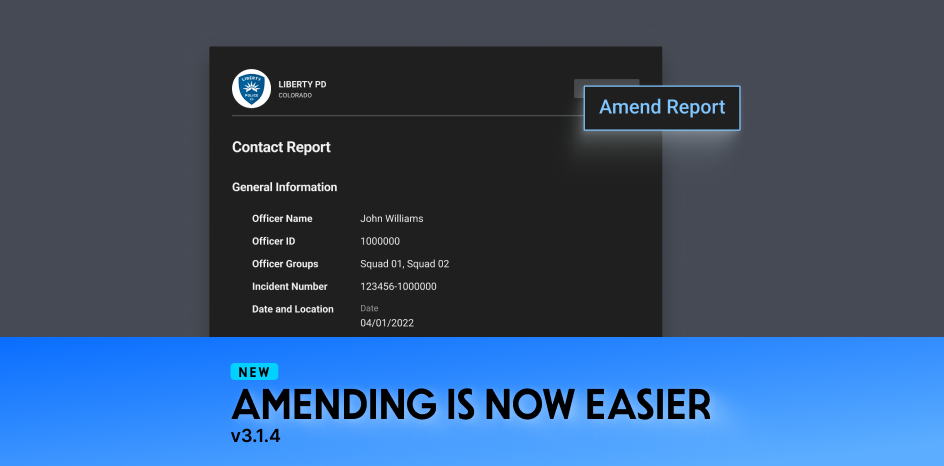 LIBERTY
POLICE
LIBERTY PD
COLORADO
Amend Report
Contact Report
General Information
Officer Name John Williams
Officer ID 1000000
Officer Groups Squad 01, Squad 02
Incident Number 123456-1000000
Date and Location Date
04/01/2022
NEW
AMENDING IS NOW EASIER
v3.1.4